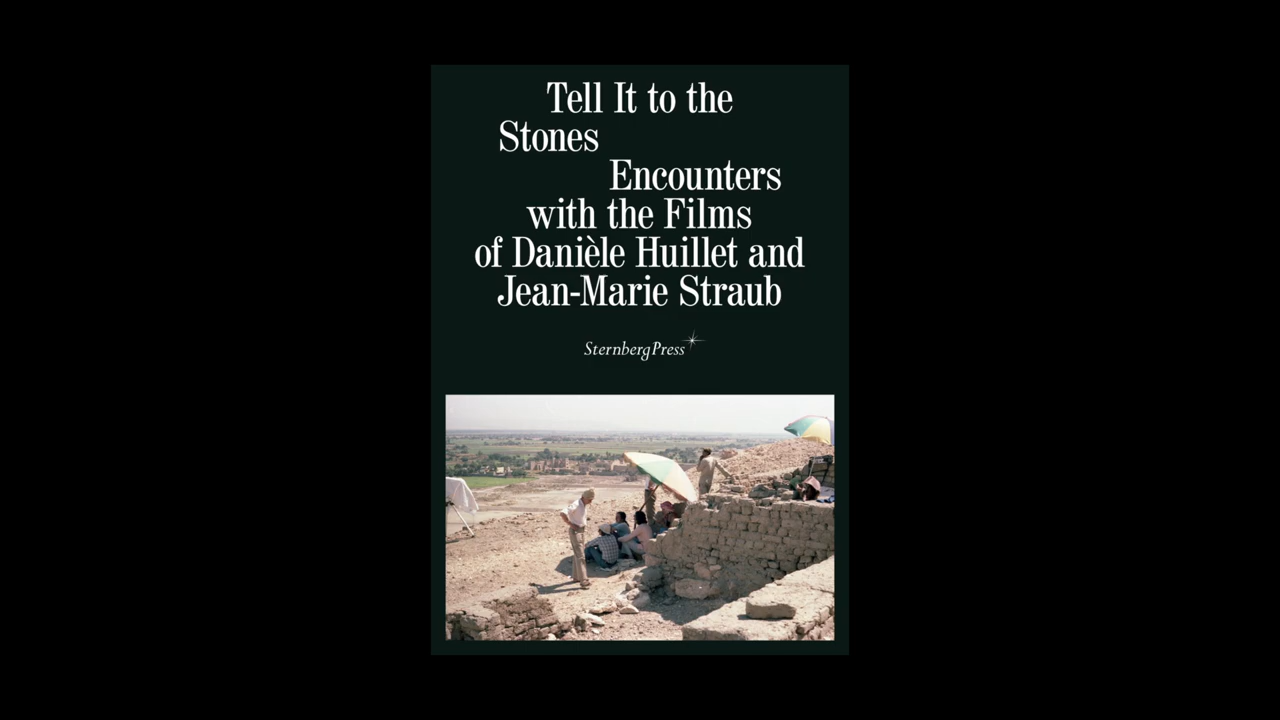 Tell It to the
Stones
Encounters
with the Films
of Danièle Huillet and
Jean-Marie Straub
SternbergPress